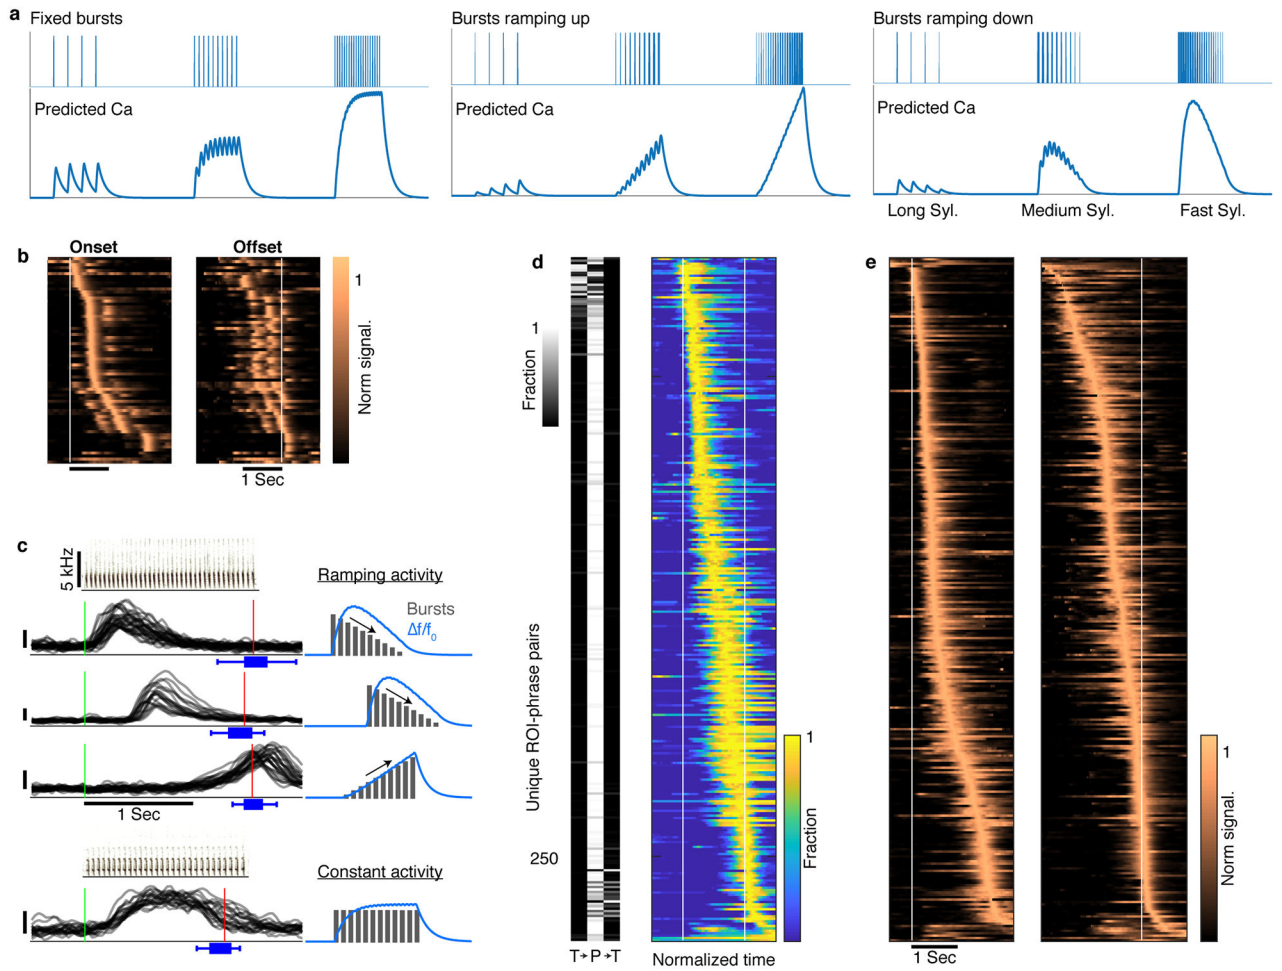 a
Fixed bursts
Bursts ramping up
Bursts ramping down
Predicted Ca
Predicted Ca
Predicted Ca
Long Syl.
Medium Syl.
Fast Syl.
b
Onset
Offset
1
Norm signal.
1 Sec
c
5 kHz
Ramping activity
Bursts
Δf/f0
1 Sec
Constant activity
d
1
Fraction
Unique ROI-phrase pairs
250
T→P→T
Normalized time
1
Fraction
e
1
Norm signal.
1 Sec